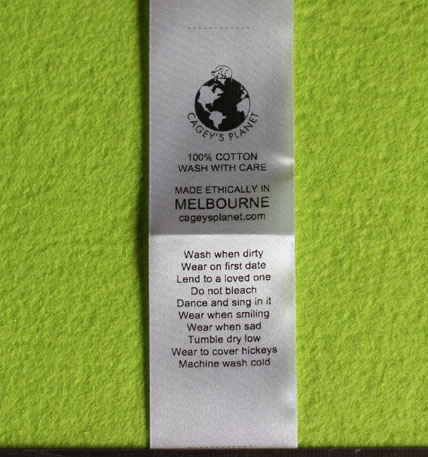 CAGEY'S PLANET
100% COTTON
WASH WITH CARE
MADE ETHICALLY IN
MELBOURNE
cageysplanet.com
Wash when dirty
Wear on first date
Lend to a loved one
Do not bleach
Dance and sing in it
Wear when smiling
Wear when sad
Tumble dry low
Wear to cover hickeys
Machine wash cold